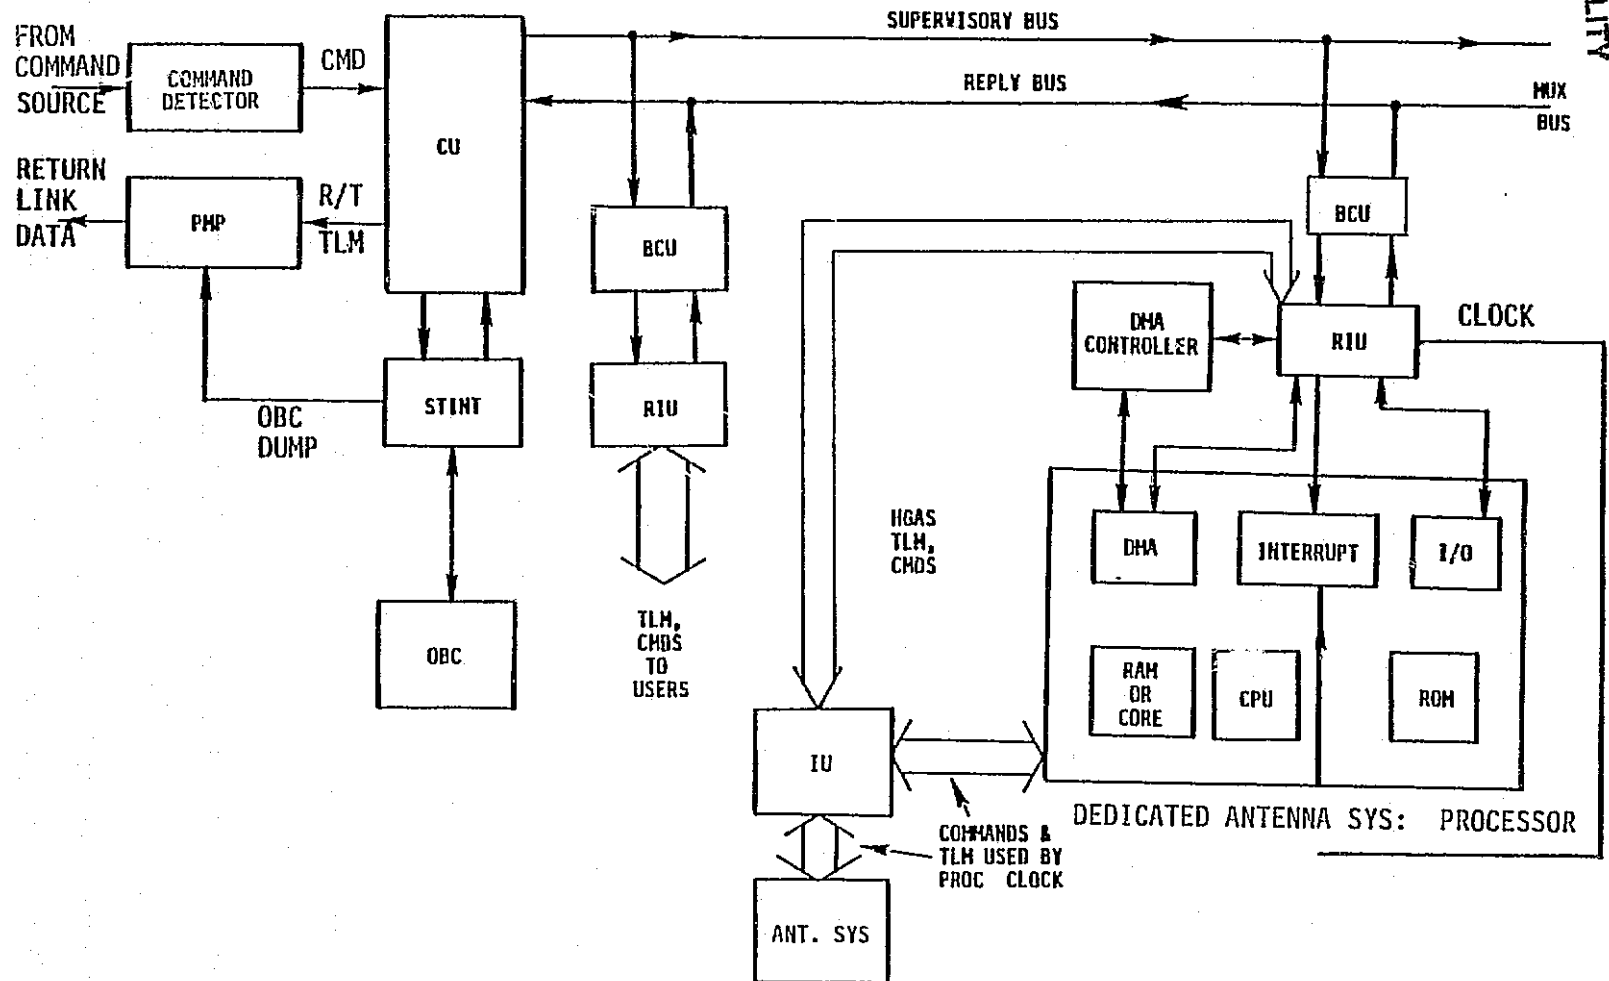 LITY
FROM
COMMAND
SOURCE
COMMAND
DETECTOR
CMD
CU
SUPERVISORY BUS
REPLY BUS
MUX
BUS
RETURN
LINK
DATA
PMP
R/T
TLM
BCU
BCU
STINT
OBC
DUMP
RIU
DMA
CONTROLLER
RIU
CLOCK
OBC
TLM,
CMDS
TO
USERS
HGAS
TLM,
CMDS
DMA
INTERRUPT
I/O
RAM
OR
CORE
CPU
ROM
IU
DEDICATED ANTENNA SYS: PROCESSOR
COMMANDS &
TLM USED BY
PROC CLOCK
ANT. SYS